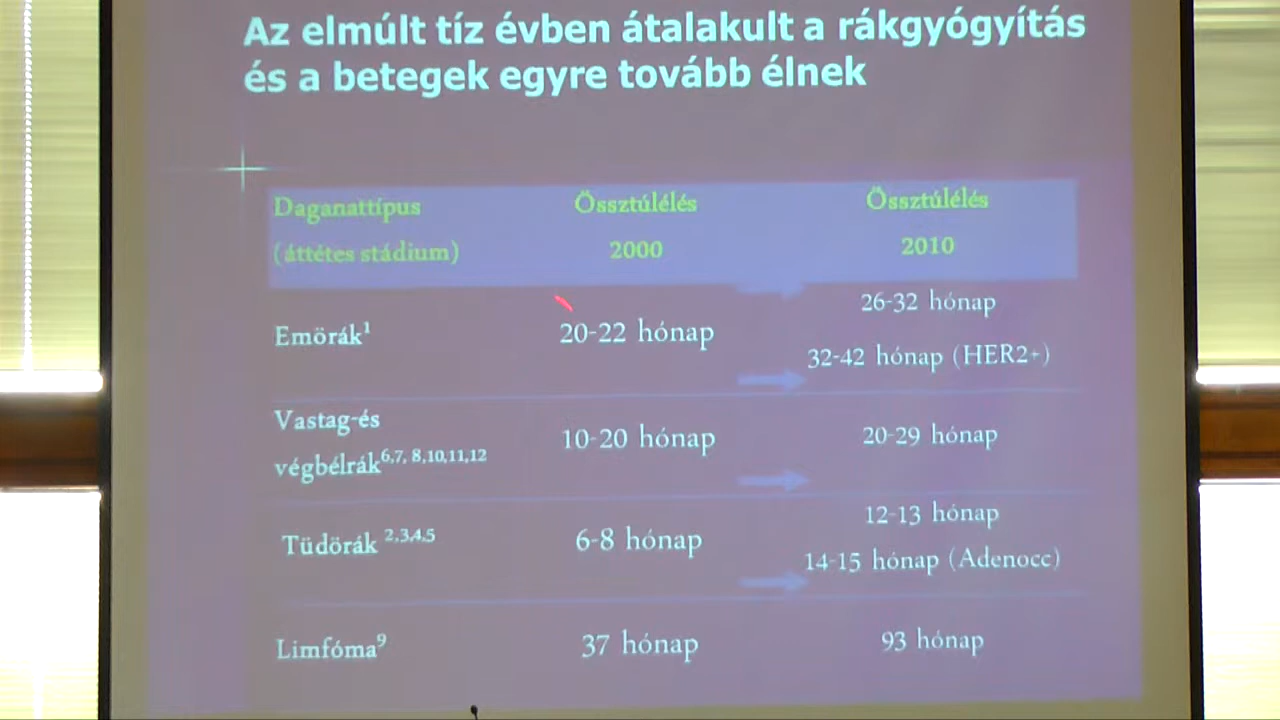 Az elmúlt tíz évben átalakult a rákgyógyítás
és a betegek egyre tovább élnek
Daganattípus Össztúlélés Össztúlélés
(áttétes stádium) 2000 2010
Emörák¹ 20-22 hónap 26-32 hónap
32-42 hónap (HER2+)
Vastag-és
végbélrák⁶,⁷, ⁸,¹⁰,¹¹,¹² 10-20 hónap 20-29 hónap
Tüdörák ²,³,⁴,⁵ 6-8 hónap 12-13 hónap
14-15 hónap (Adenocc)
Limfóma⁹ 37 hónap 93 hónap